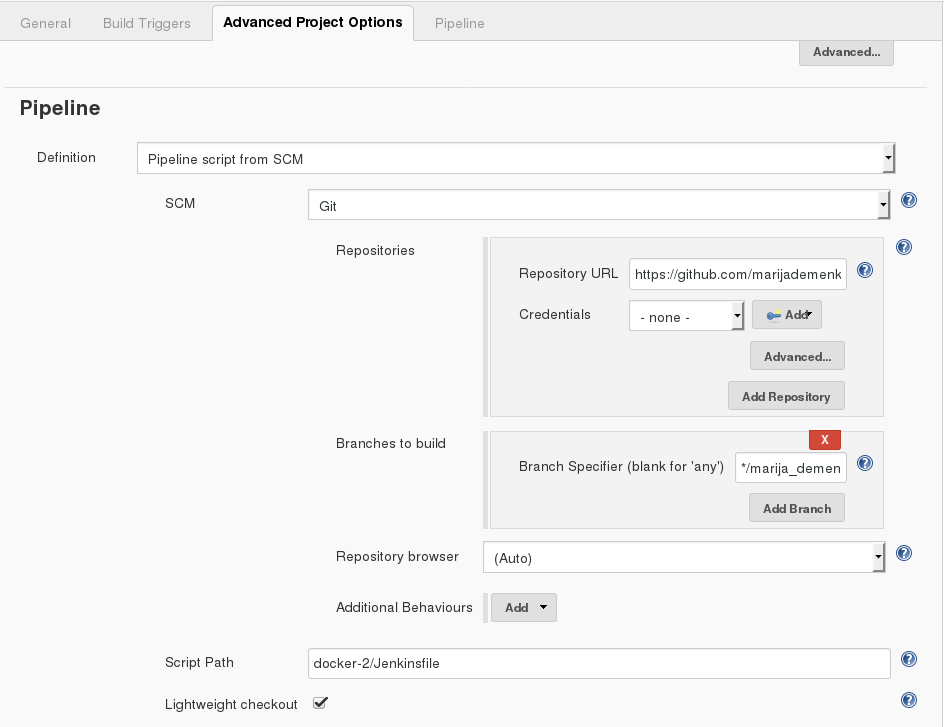 General Build Triggers Advanced Project Options Pipeline
Advanced...
Pipeline
Definition Pipeline script from SCM
SCM Git
Repositories
Repository URL https://github.com/marijademenk
Credentials - none - Add
Advanced...
Add Repository
Branches to build
X
Branch Specifier (blank for 'any') */marija_demen
Add Branch
Repository browser (Auto)
Additional Behaviours Add
Script Path docker-2/Jenkinsfile
Lightweight checkout